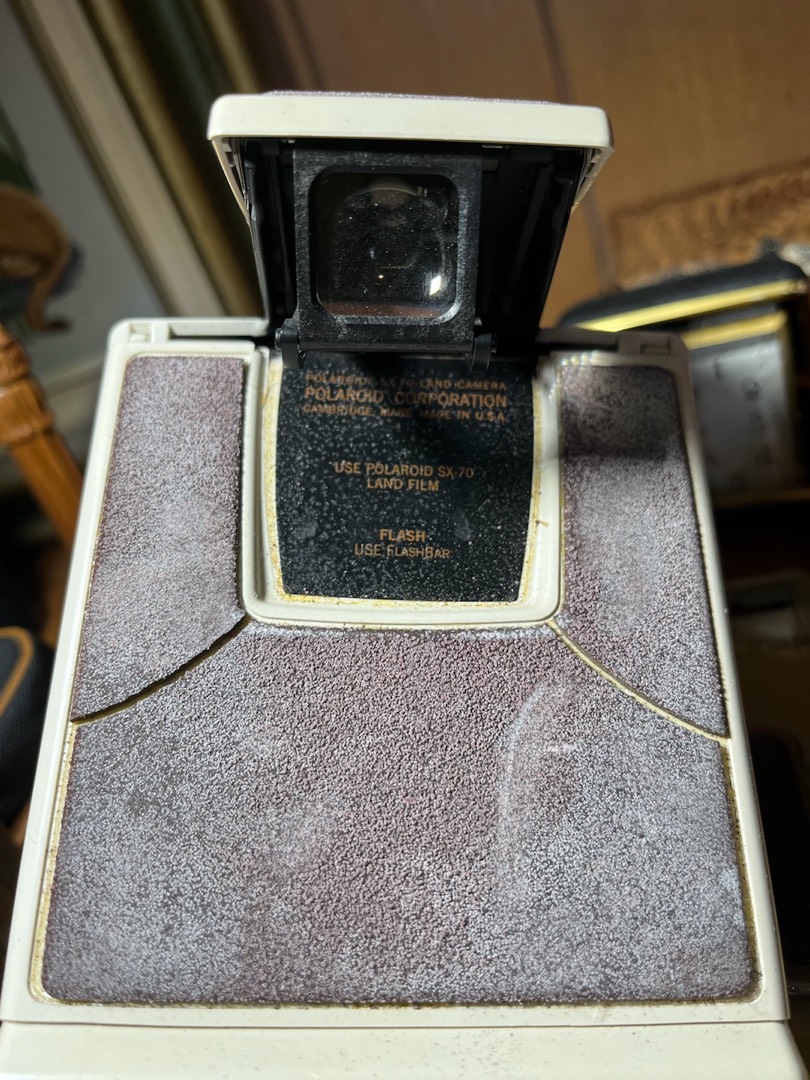 POLAROID SX-70 LAND CAMERA
POLAROID CORPORATION
CAMBRIDGE, MASS. MADE IN U.S.A.
USE POLAROID SX-70
LAND FILM
FLASH
USE FLASHBAR